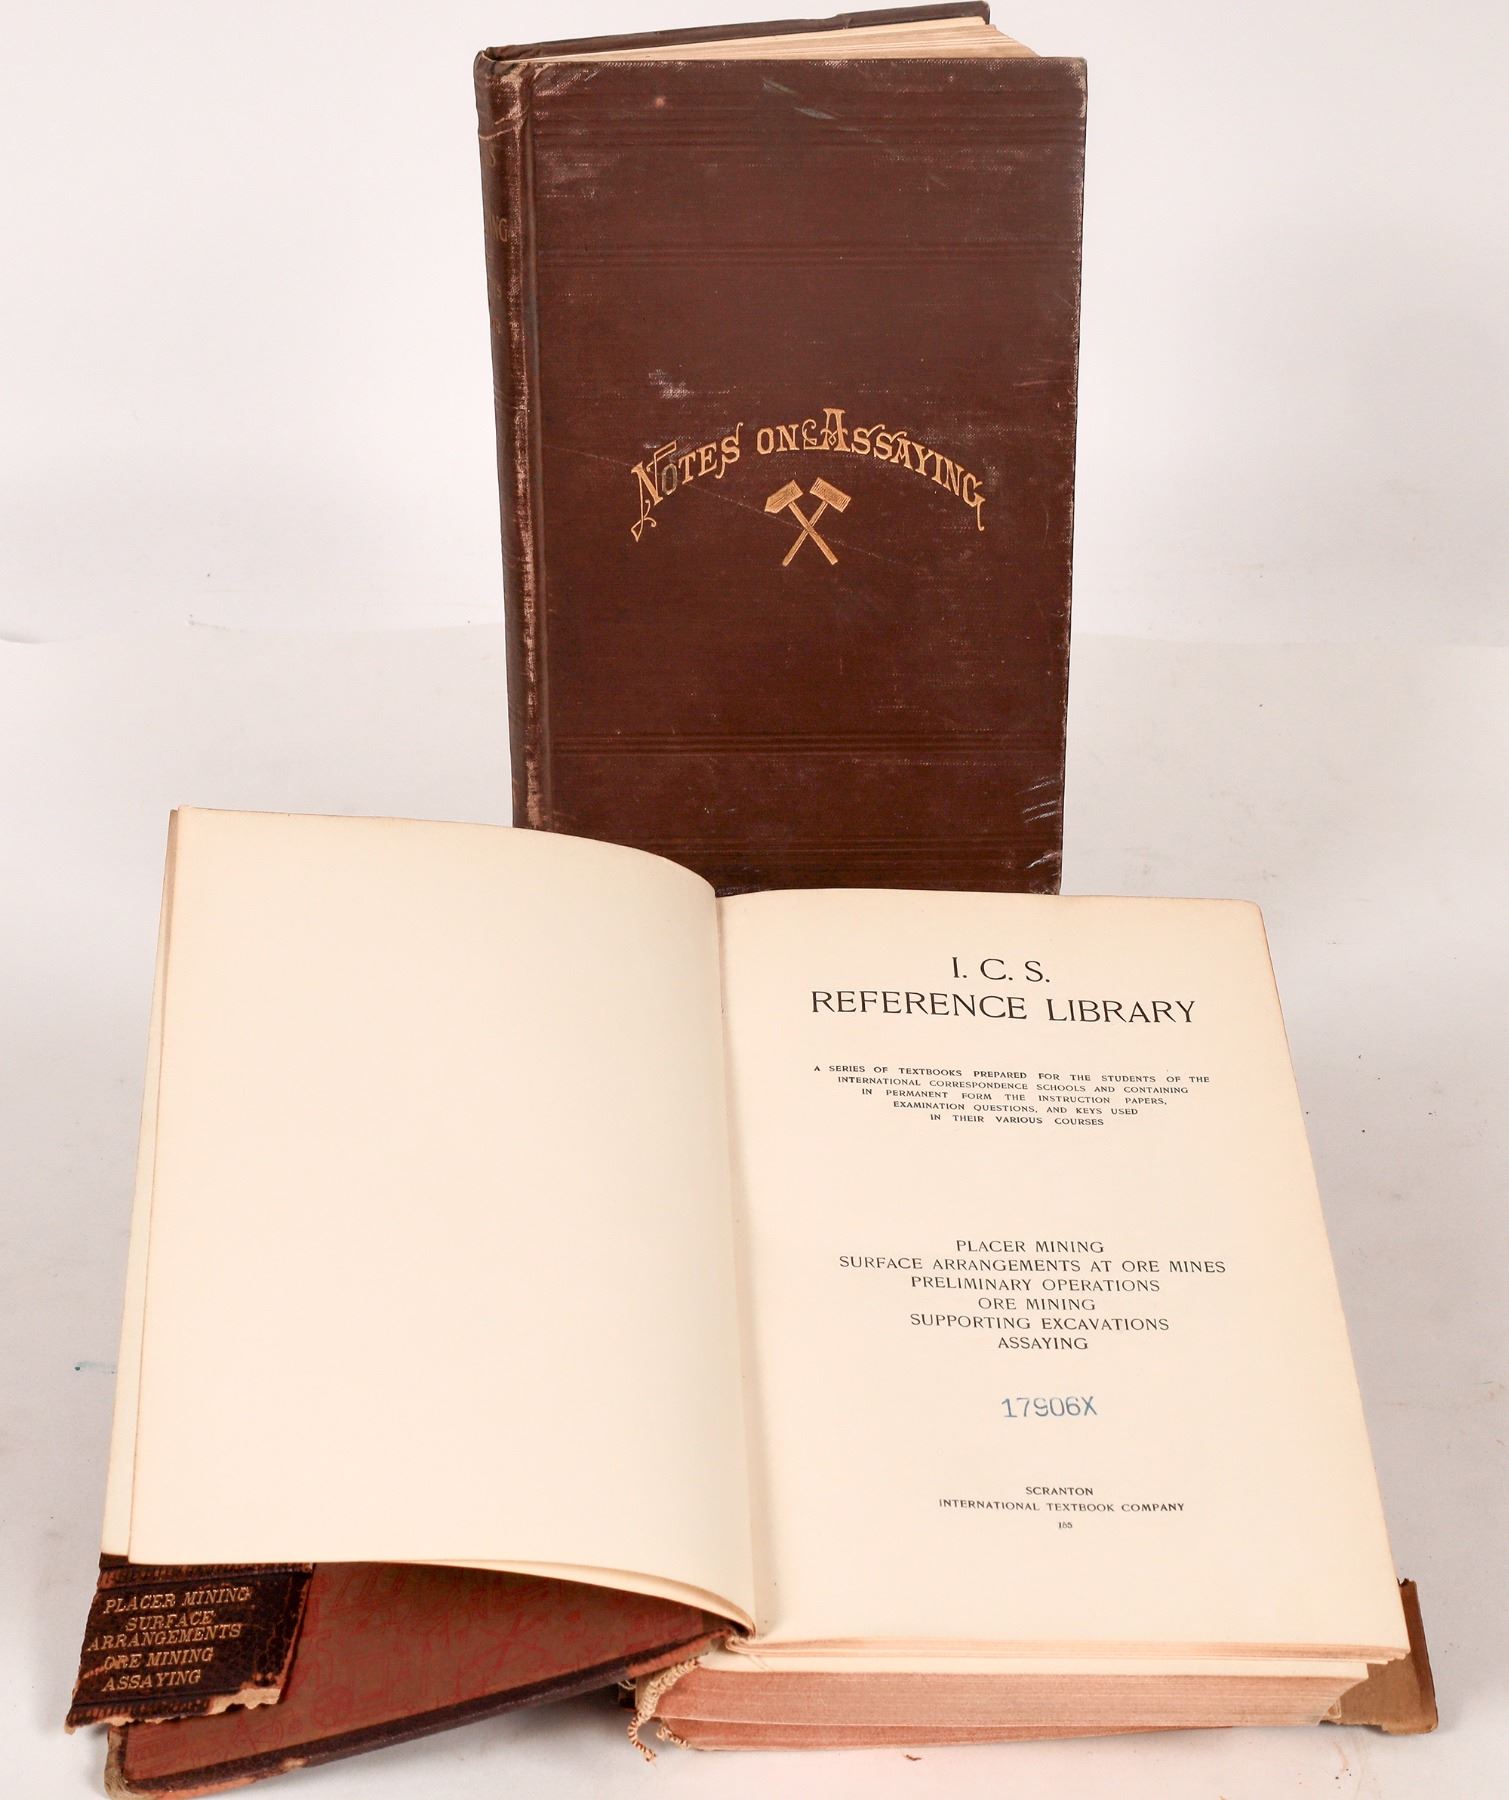 NOTES ON ASSAYING
I. C. S.
REFERENCE LIBRARY
A SERIES OF TEXTBOOKS PREPARED FOR THE STUDENTS OF THE
INTERNATIONAL CORRESPONDENCE SCHOOLS AND CONTAINING
IN PERMANENT FORM THE INSTRUCTION PAPERS,
EXAMINATION QUESTIONS, AND KEYS USED
IN THEIR VARIOUS COURSES
PLACER MINING
SURFACE ARRANGEMENTS AT ORE MINES
PRELIMINARY OPERATIONS
ORE MINING
SUPPORTING EXCAVATIONS
ASSAYING
17906X
SCRANTON
INTERNATIONAL TEXTBOOK COMPANY
155
PLACER MINING
SURFACE
ARRANGEMENTS
ORE MINING
ASSAYING